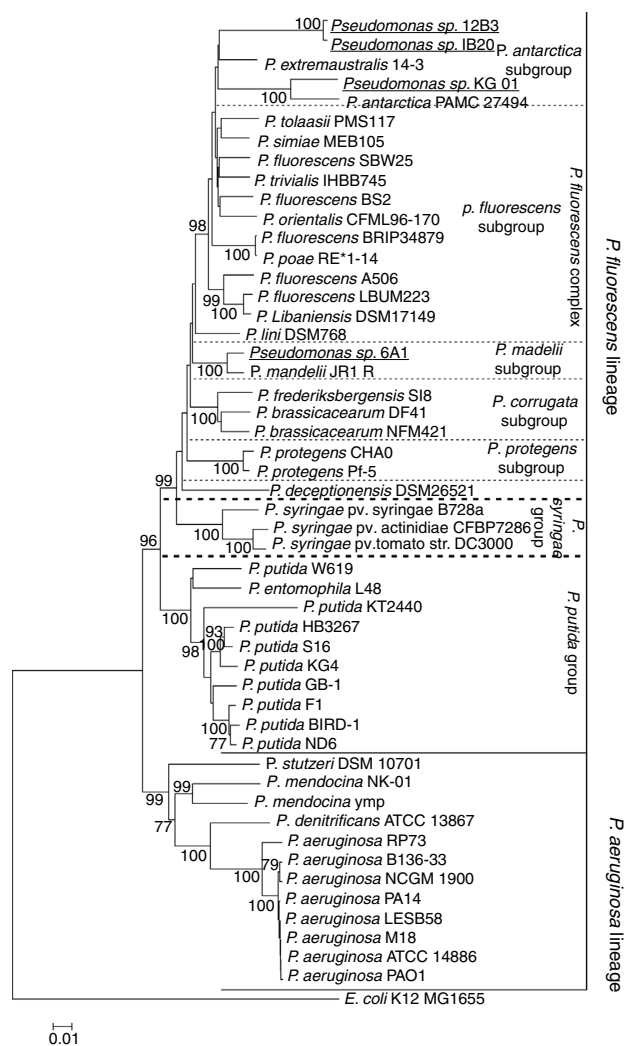 100
Pseudomonas sp. 12B3
Pseudomonas sp. IB20
P. antarctica
subgroup
P. extremaustralis 14-3
Pseudomonas sp. KG 01
100
P. antarctica PAMC 27494
P. tolaasii PMS117
P. simiae MEB105
P. fluorescens SBW25
P. trivialis IHBB745
P. fluorescens BS2
P. orientalis CFML96-170
p. fluorescens
subgroup
98
P. fluorescens BRIP34879
100
P. poae RE*1-14
P. fluorescens A506
99
P. fluorescens LBUM223
100
P. Libaniensis DSM17149
P. lini DSM768
P. fluorescens complex
Pseudomonas sp. 6A1
100
P. mandelii JR1 R
P. madelii
subgroup
P. frederiksbergensis SI8
P. brassicacearum DF41
100
P. brassicacearum NFM421
P. corrugata
subgroup
P. protegens CHA0
100
P. protegens Pf-5
P. protegens
subgroup
99
P. deceptionensis DSM26521
P. syringae pv. syringae B728a
100
P. syringae pv. actinidiae CFBP7286
100
P. syringae pv.tomato str. DC3000
P.
syringae
group
96
P. putida W619
P. entomophila L48
100
P. putida KT2440
93
P. putida HB3267
100
98
P. putida S16
P. putida KG4
P. putida GB-1
P. putida F1
100
P. putida BIRD-1
77
P. putida ND6
P. putida group
P. fluorescens lineage
P. stutzeri DSM 10701
99
P. mendocina NK-01
99
P. mendocina ymp
77
P. denitrificans ATCC 13867
100
P. aeruginosa RP73
79
P. aeruginosa B136-33
100
P. aeruginosa NCGM 1900
P. aeruginosa PA14
100
P. aeruginosa LESB58
P. aeruginosa M18
P. aeruginosa ATCC 14886
P. aeruginosa PAO1
P. aeruginosa lineage
E. coli K12 MG1655
0.01